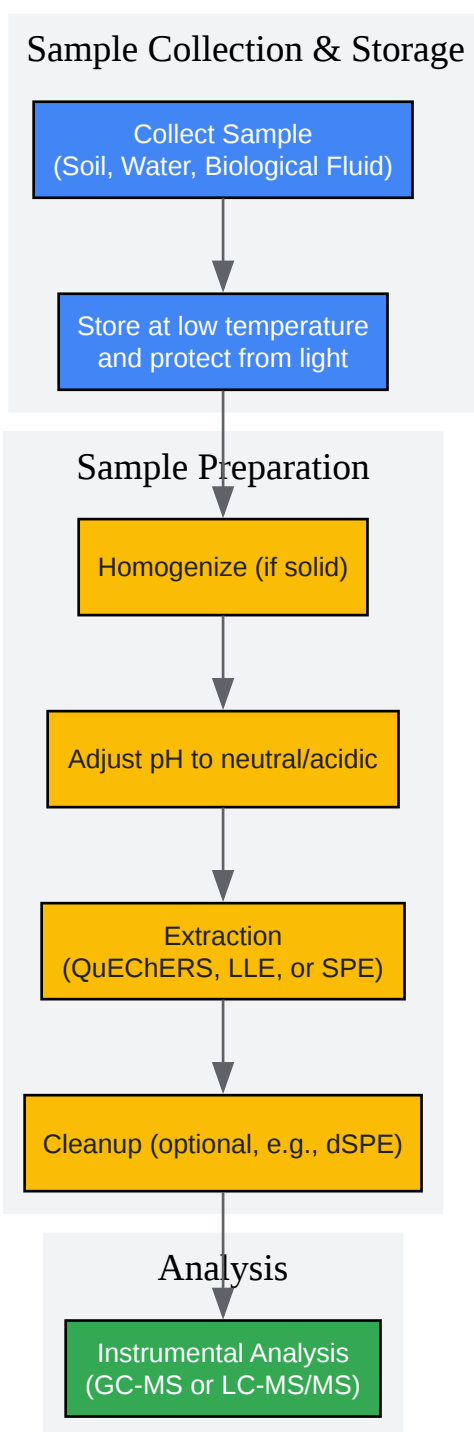 Sample Collection & Storage
Collect Sample
(Soil, Water, Biological Fluid)
Store at low temperature
and protect from light
Sample Preparation
Homogenize (if solid)
Adjust pH to neutral/acidic
Extraction
(QuEChERS, LLE, or SPE)
Cleanup (optional, e.g., dSPE)
Analysis
Instrumental Analysis
(GC-MS or LC-MS/MS)